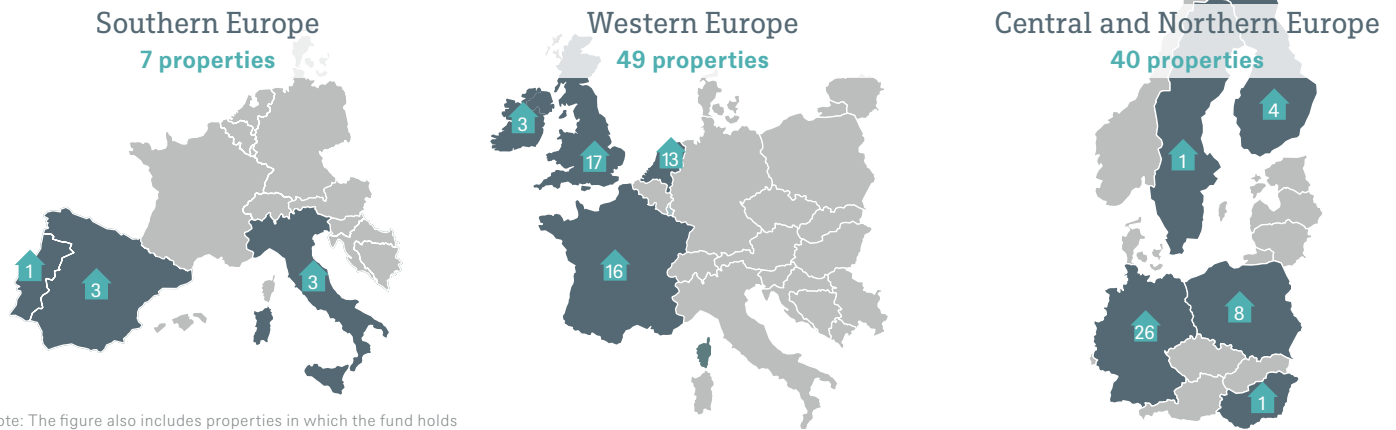 Southern Europe
7 properties
1
3
3
Western Europe
49 properties
3
17
13
16
Central and Northern Europe
40 properties
4
1
26
8
1
ote: The figure also includes properties in which the fund holds